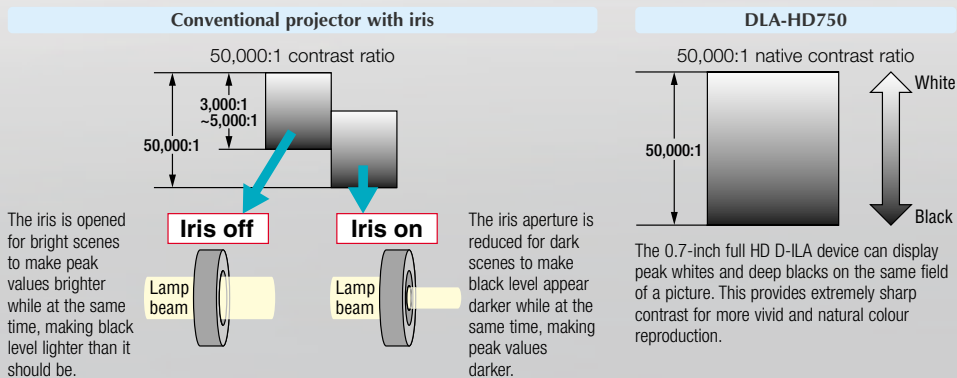 Conventional projector with iris
50,000:1 contrast ratio
3,000:1
~5,000:1
50,000:1
Iris off
Iris on
The iris is opened
for bright scenes
to make peak
values brighter
while at the same
time, making black
level lighter than it
should be.
Lamp
beam
Lamp
beam
The iris aperture is
reduced for dark
scenes to make
black level appear
darker while at the
same time, making
peak values
darker.
DLA-HD750
50,000:1 native contrast ratio
50,000:1
White
Black
The 0.7-inch full HD D-ILA device can display
peak whites and deep blacks on the same field
of a picture. This provides extremely sharp
contrast for more vivid and natural colour
reproduction.